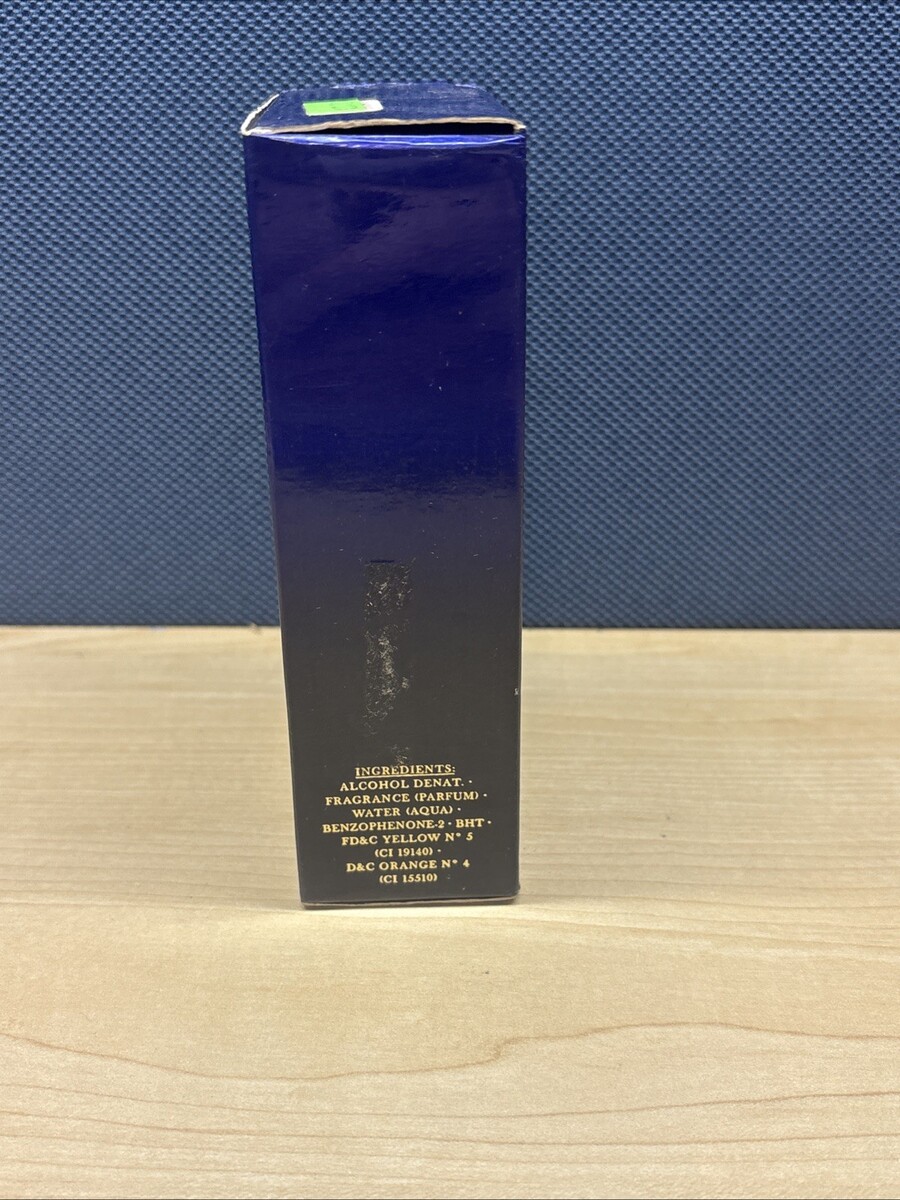 INGREDIENTS:
ALCOHOL DENAT. •
FRAGRANCE (PARFUM) •
WATER (AQUA) •
BENZOPHENONE-2 • BHT •
FD&C YELLOW N° 5
(CI 19140) •
D&C ORANGE N° 4
(CI 15510)